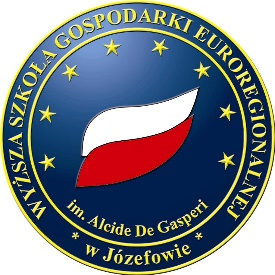 WYŻSZA SZKOŁA GOSPODARKI EUROREGIONALNEJ
im. Alcide De Gasperi
* w Józefowie *